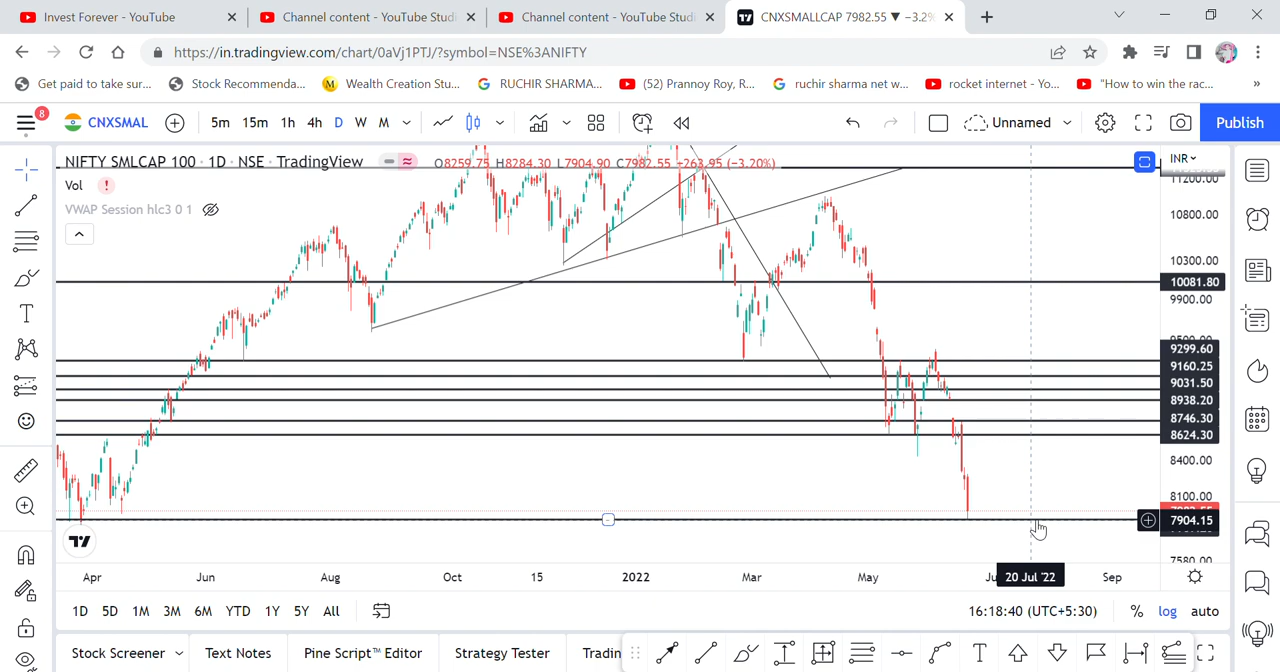 Invest Forever - YouTube
Channel content - YouTube Studi
Channel content - YouTube Studi
CNXSMALLCAP 7982.55 ▼ −3.2%
https://in.tradingview.com/chart/0aVj1PTJ/?symbol=NSE%3ANIFTY
Get paid to take sur... Stock Recommenda... Wealth Creation Stu... RUCHIR SHARMA... (52) Prannoy Roy, R... ruchir sharma net w... rocket internet - Yo... "How to win the rac... »
8
CNXSMAL 5m 15m 1h 4h D W M Unnamed Publish
NIFTY SMLCAP 100 · 1D · NSE · TradingView O8259.75 H8284.30 L7904.90 C7982.55 +263.95 (−3.20%)
INR
Vol !
11200.00
VWAP Session hlc3 0 1
10800.00
10300.00
10081.80
9900.00
9299.60
9160.25
9031.50
8938.20
8746.30
8624.30
8400.00
8100.00
7904.15
7580.00
Apr Jun Aug Oct 15 2022 Mar May 20 Jul '22 Sep
1D 5D 1M 3M 6M YTD 1Y 5Y All 16:18:40 (UTC+5:30) % log auto
Stock Screener Text Notes Pine Script™ Editor Strategy Tester Tradin